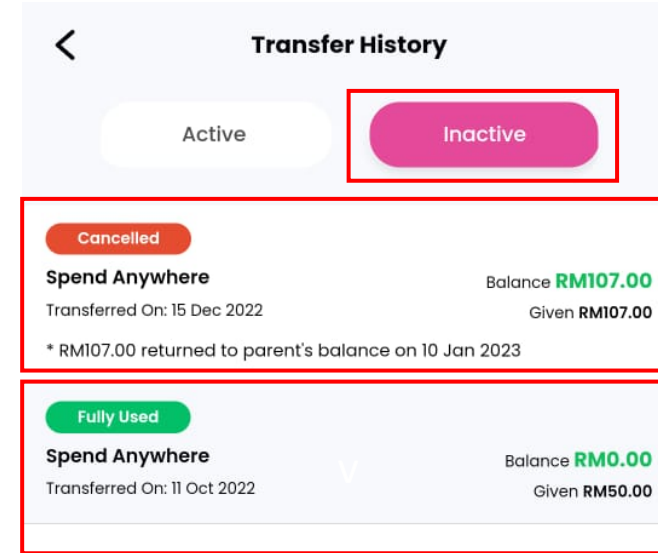 Transfer History
Active
Inactive
Cancelled
Spend Anywhere
Balance RM107.00
Transferred On: 15 Dec 2022
Given RM107.00
* RM107.00 returned to parent's balance on 10 Jan 2023
Fully Used
Spend Anywhere
Balance RM0.00
Transferred On: 11 Oct 2022
Given RM50.00
V